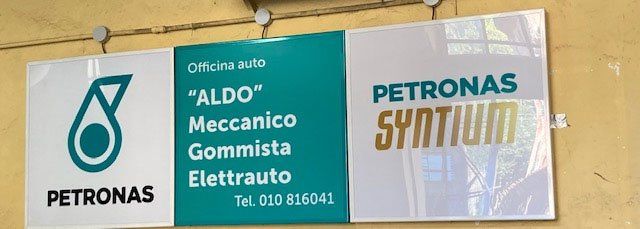 PETRONAS
Officina auto
“ALDO”
Meccanico
Gommista
Elettrauto
Tel. 010 816041
PETRONAS
SYNTIUM